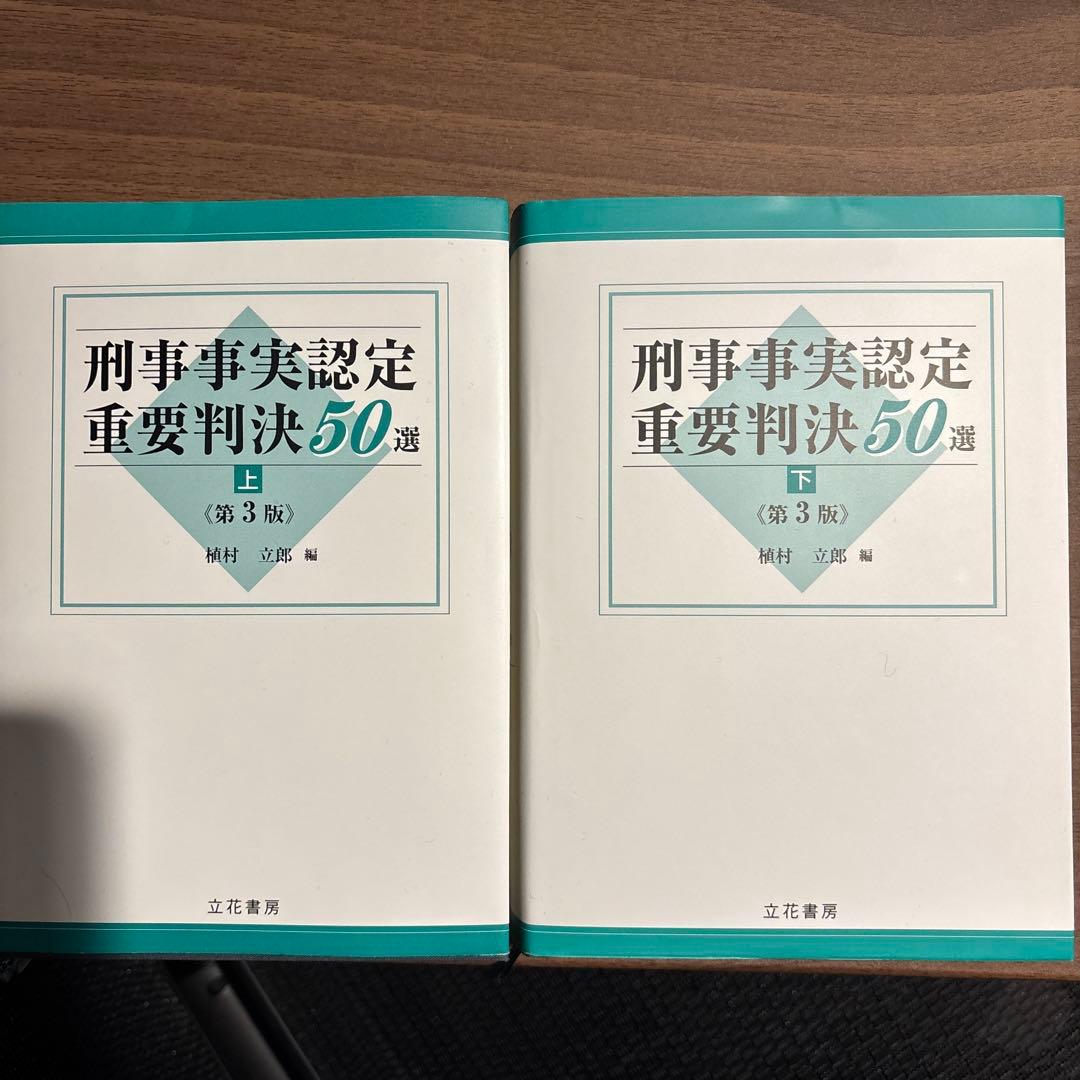 刑事事実認定
重要判決50選
上
《第3版》
植村 立郎 編
立花書房
刑事事実認定
重要判決50選
下
《第3版》
植村 立郎 編
立花書房